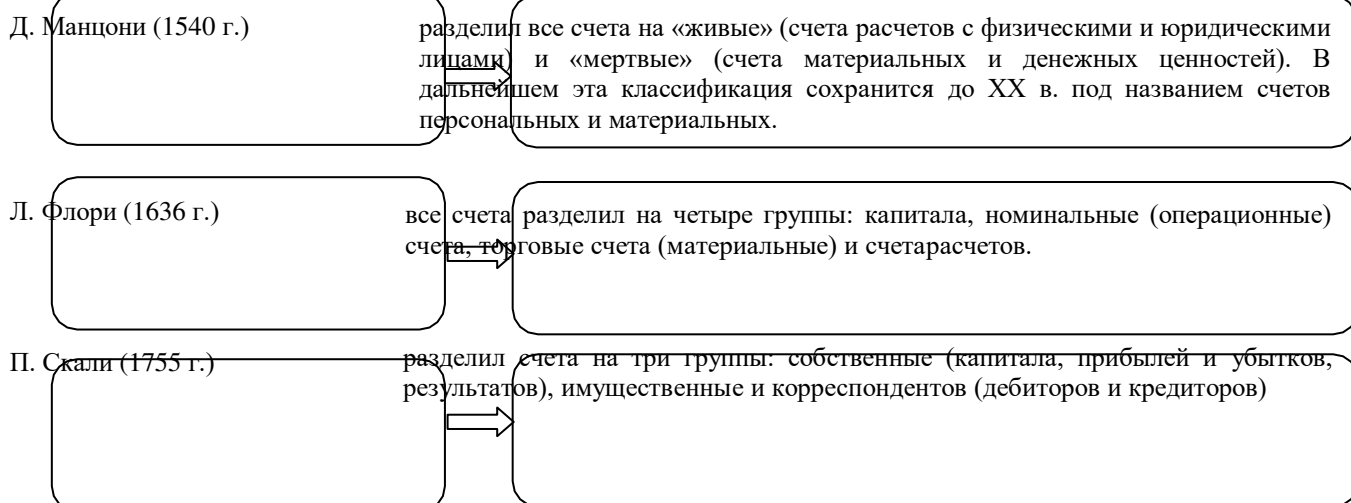 Д. Манцони (1540 г.)
разделил все счета на «живые» (счета расчетов с физическими и юридическими
лицами) и «мертвые» (счета материальных и денежных ценностей). В
дальнейшем эта классификация сохранится до XX в. под названием счетов
персональных и материальных.
Л. Флори (1636 г.)
все счета разделил на четыре группы: капитала, номинальные (операционные)
счета, торговые счета (материальные) и счетарасчетов.
П. Скали (1755 г.)
разделил счета на три группы: собственные (капитала, прибылей и убытков,
результатов), имущественные и корреспондентов (дебиторов и кредиторов)